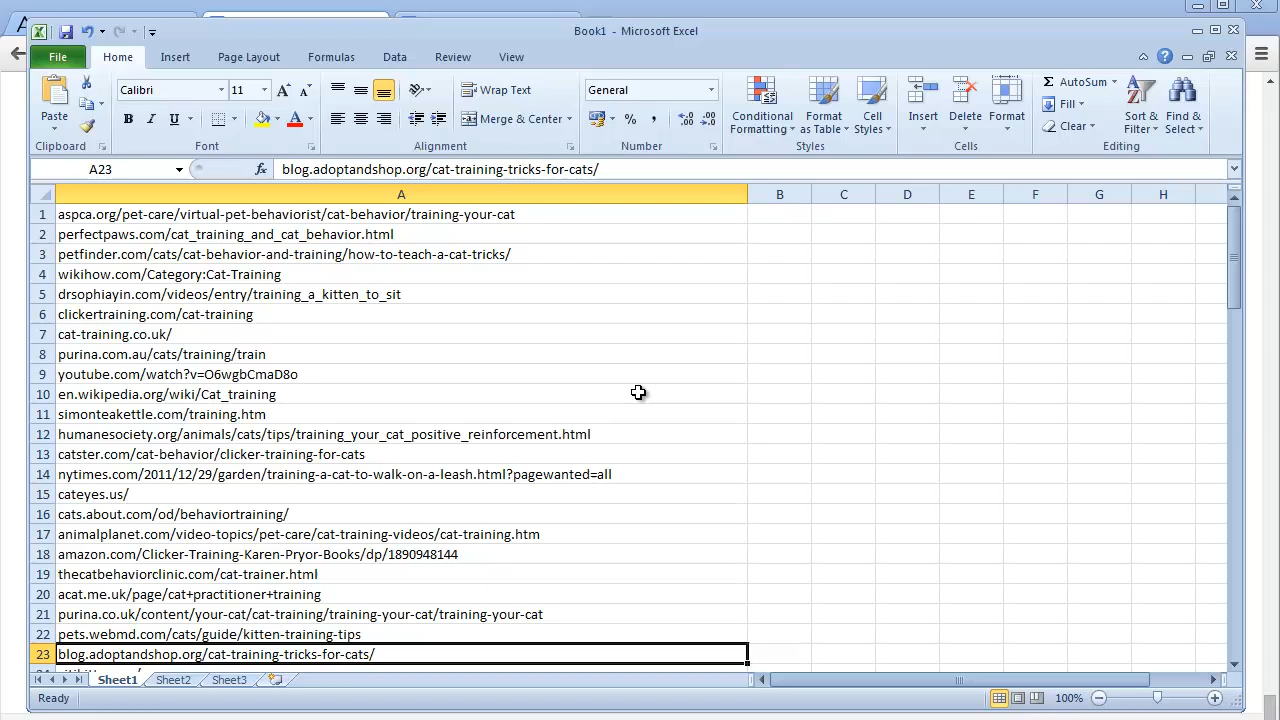 Book1 - Microsoft Excel
File Home Insert Page Layout Formulas Data Review View
Paste
Clipboard
Calibri 11
B I U
Font
Wrap Text
Merge & Center
Alignment
General
% ,
Number
Conditional Formatting
Format as Table
Cell Styles
Styles
Insert Delete Format
Cells
Σ AutoSum
Fill
Clear
Sort & Filter
Find & Select
Editing
A23 fx blog.adoptandshop.org/cat-training-tricks-for-cats/
A B C D E F G H
1 aspca.org/pet-care/virtual-pet-behaviorist/cat-behavior/training-your-cat
2 perfectpaws.com/cat_training_and_cat_behavior.html
3 petfinder.com/cats/cat-behavior-and-training/how-to-teach-a-cat-tricks/
4 wikihow.com/Category:Cat-Training
5 drsophiayin.com/videos/entry/training_a_kitten_to_sit
6 clickertraining.com/cat-training
7 cat-training.co.uk/
8 purina.com.au/cats/training/train
9 youtube.com/watch?v=O6wgbCmaD8o
10 en.wikipedia.org/wiki/Cat_training
11 simonteakettle.com/training.htm
12 humanesociety.org/animals/cats/tips/training_your_cat_positive_reinforcement.html
13 catster.com/cat-behavior/clicker-training-for-cats
14 nytimes.com/2011/12/29/garden/training-a-cat-to-walk-on-a-leash.html?pagewanted=all
15 cateyes.us/
16 cats.about.com/od/behaviortraining/
17 animalplanet.com/video-topics/pet-care/cat-training-videos/cat-training.htm
18 amazon.com/Clicker-Training-Karen-Pryor-Books/dp/1890948144
19 thecatbehaviorclinic.com/cat-trainer.html
20 acat.me.uk/page/cat+practitioner+training
21 purina.co.uk/content/your-cat/cat-training/training-your-cat/training-your-cat
22 pets.webmd.com/cats/guide/kitten-training-tips
23 blog.adoptandshop.org/cat-training-tricks-for-cats/
Sheet1 Sheet2 Sheet3
Ready 100%